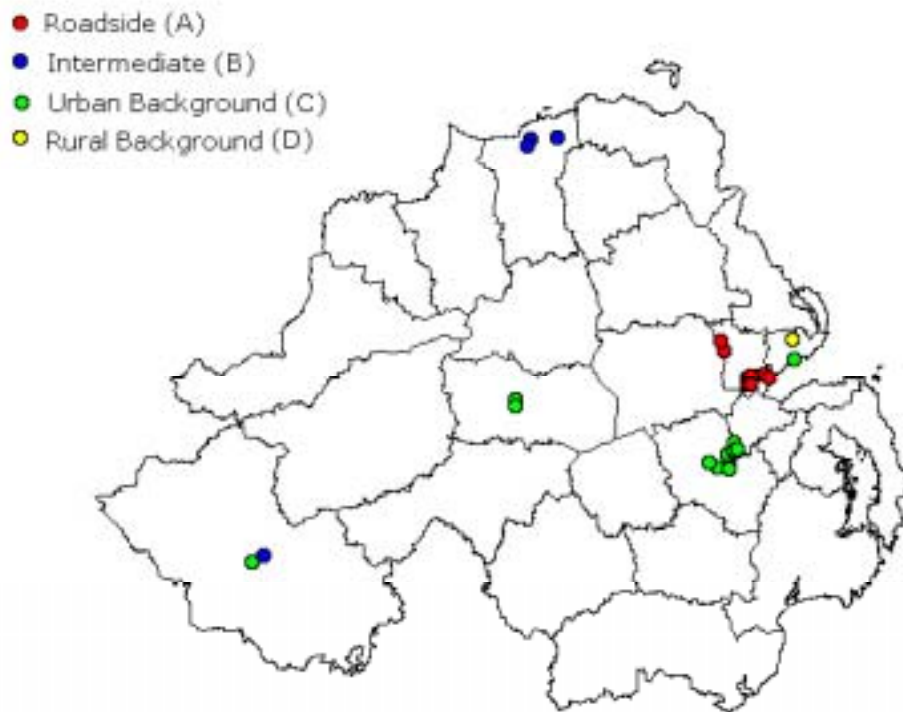 Roadside (A)
Intermediate (B)
Urban Background (C)
Rural Background (D)